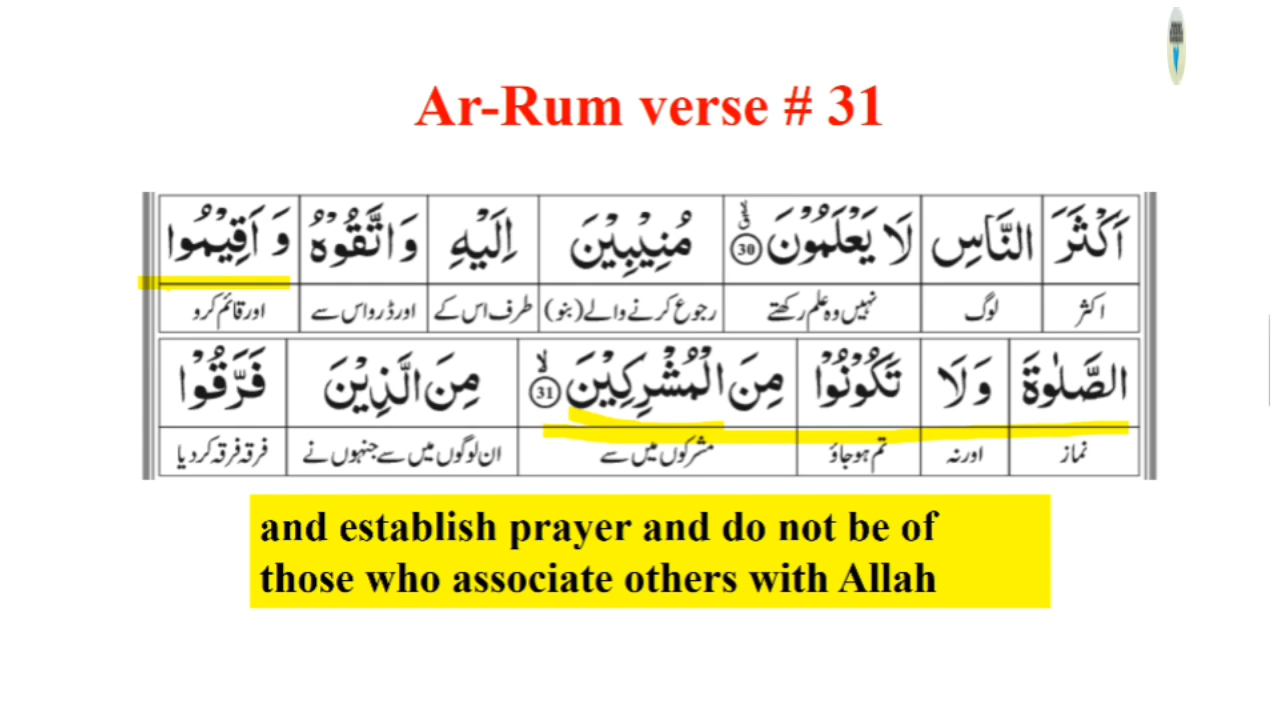 Ar-Rum verse # 31
اَكْثَرَ النَّاسِ لَا يَعْلَمُوْنَ 30 مُنِيْبِيْنَ اِلَيْهِ وَ اتَّقُوْهُ وَ اَقِيْمُوا
اکثر لوگ نہیں وہ علم رکھتے رجوع کرنے والے (بنو) طرف اس کے اور ڈرو اس سے اور قائم کرو
الصَّلٰوةَ وَ لَا تَكُوْنُوْا مِنَ الْمُشْرِكِيْنَ ۙ 31 مِنَ الَّذِيْنَ فَرَّقُوْا
نماز اور نہ تم ہو جاؤ مشرکوں میں سے ان لوگوں میں سے جنہوں نے فرقہ فرقہ کر دیا
and establish prayer and do not be of
those who associate others with Allah